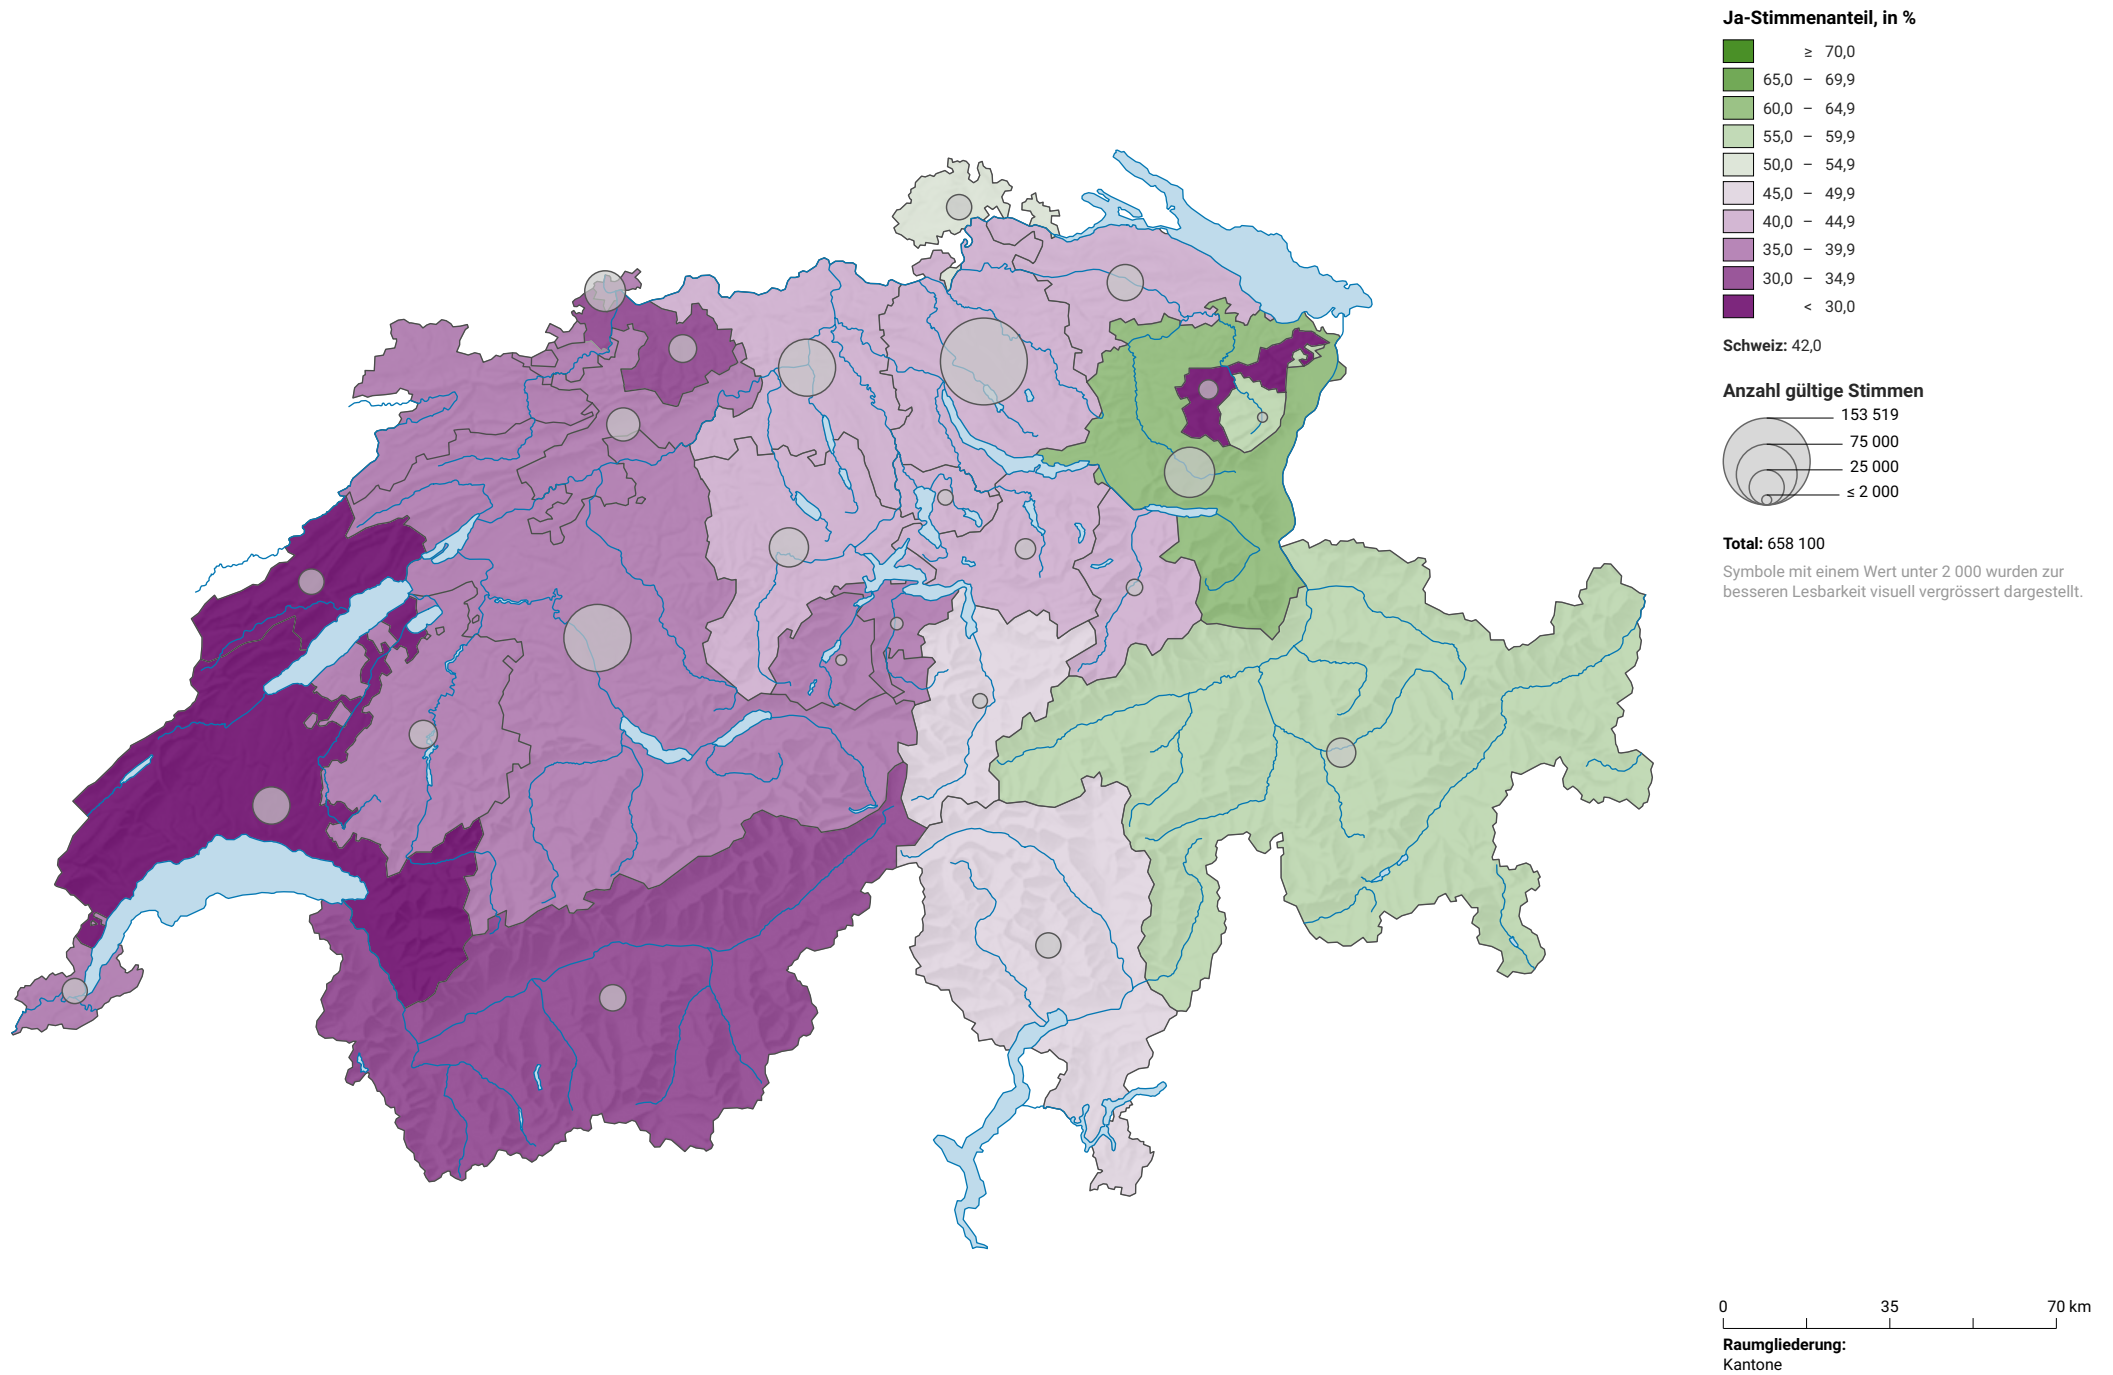 Ja-Stimmenanteil, in %
≥ 70,0
65,0 – 69,9
60,0 – 64,9
55,0 – 59,9
50,0 – 54,9
45,0 – 49,9
40,0 – 44,9
35,0 – 39,9
30,0 – 34,9
< 30,0
Schweiz: 42,0
Anzahl gültige Stimmen
153 519
75 000
25 000
≤ 2 000
Total: 658 100
Symbole mit einem Wert unter 2 000 wurden zur
besseren Lesbarkeit visuell vergrössert dargestellt.
0 35 70 km
Raumgliederung:
Kantone